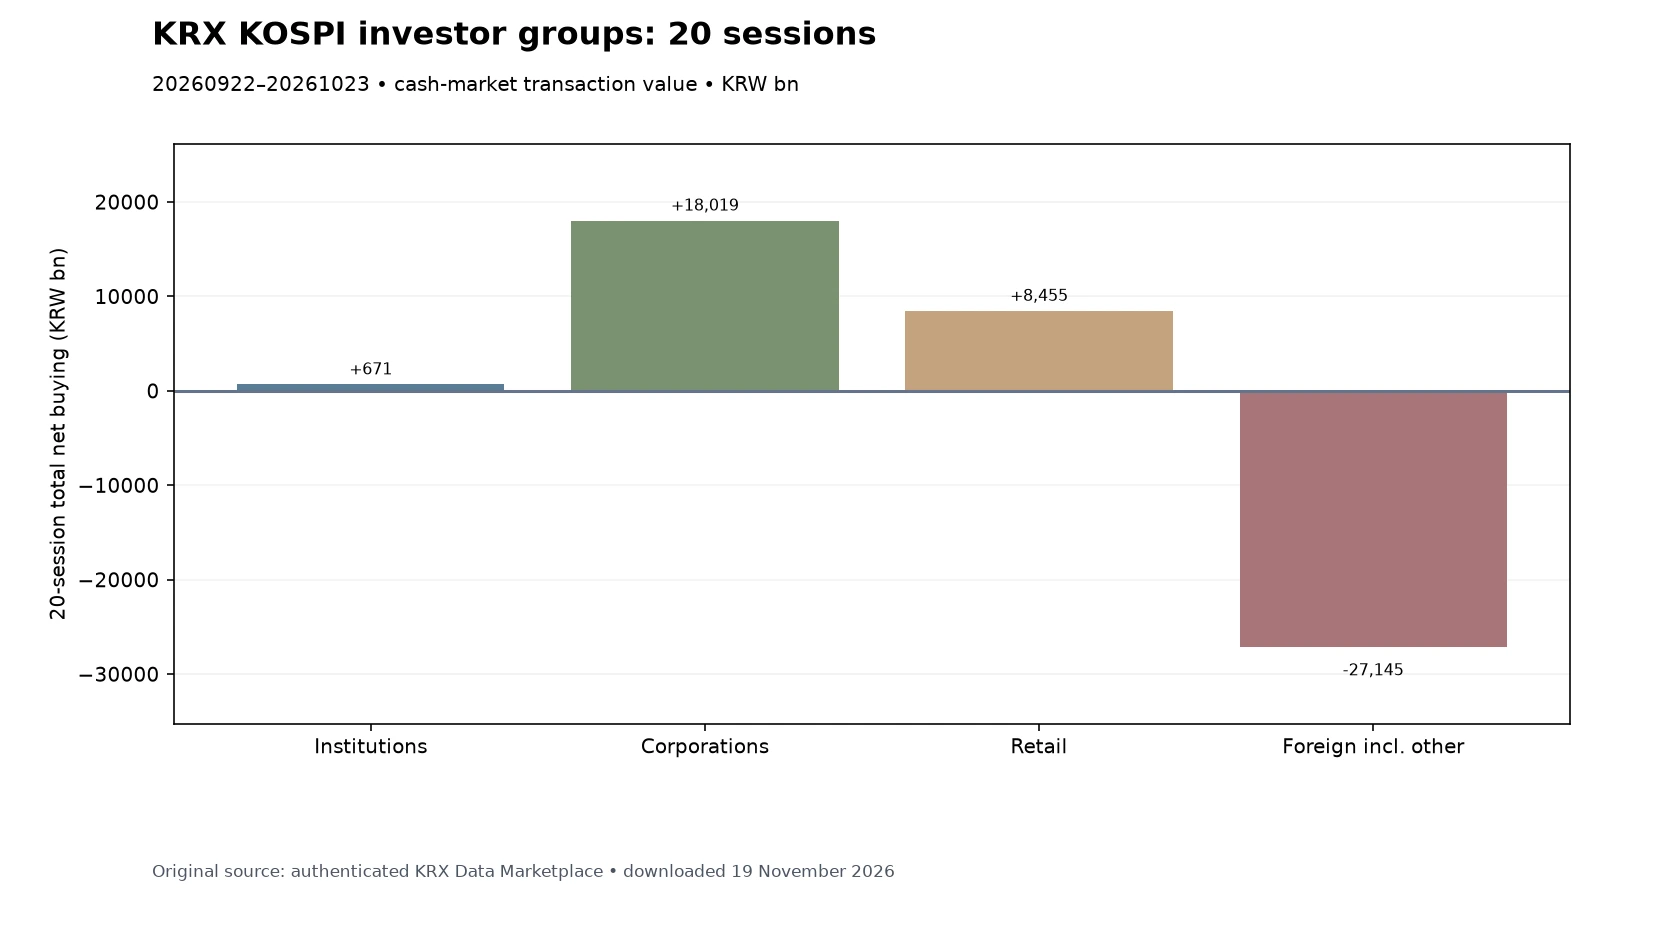 KRX KOSPI investor groups: 20 sessions
20260922–20261023 • cash-market transaction value • KRW bn
20-session total net buying (KRW bn)
20000
10000
0
−10000
−20000
−30000
+671
+18,019
+8,455
-27,145
Institutions
Corporations
Retail
Foreign incl. other
Original source: authenticated KRX Data Marketplace • downloaded 19 November 2026